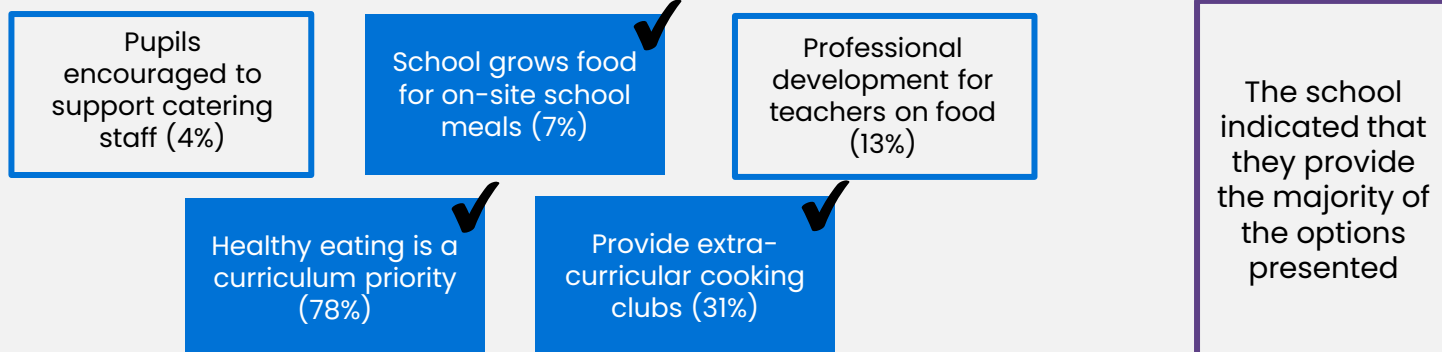 Pupils
encouraged to
support catering
staff (4%)
School grows food
for on-site school
meals (7%)
Professional
development for
teachers on food
(13%)
Healthy eating is a
curriculum priority
(78%)
Provide extra-
curricular cooking
clubs (31%)
The school
indicated that
they provide
the majority of
the options
presented